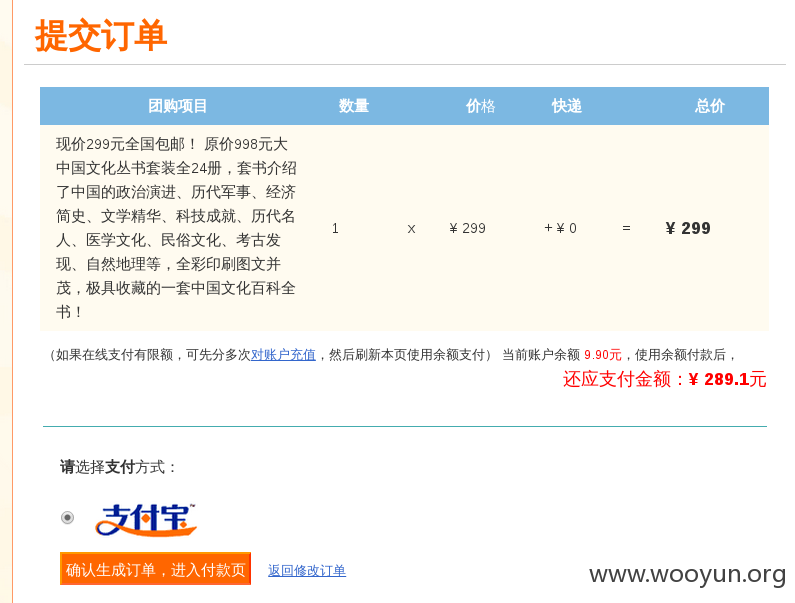 提交订单
团购项目 数量 价格 快递 总价
现价299元全国包邮！ 原价998元大
中国文化丛书套装全24册，套书介绍
了中国的政治演进、历代军事、经济
简史、文学精华、科技成就、历代名
人、医学文化、民俗文化、考古发
现、自然地理等，全彩印刷图文并
茂，极具收藏的一套中国文化百科全
书！
1 x ¥ 299 + ¥ 0 = ¥ 299
（如果在线支付有限额，可先分多次对账户充值，然后刷新本页使用余额支付） 当前账户余额 9.90元，使用余额付款后，
还应支付金额：¥ 289.1元
请选择支付方式：
支付宝™
确认生成订单，进入付款页 返回修改订单
www.wooyun.org